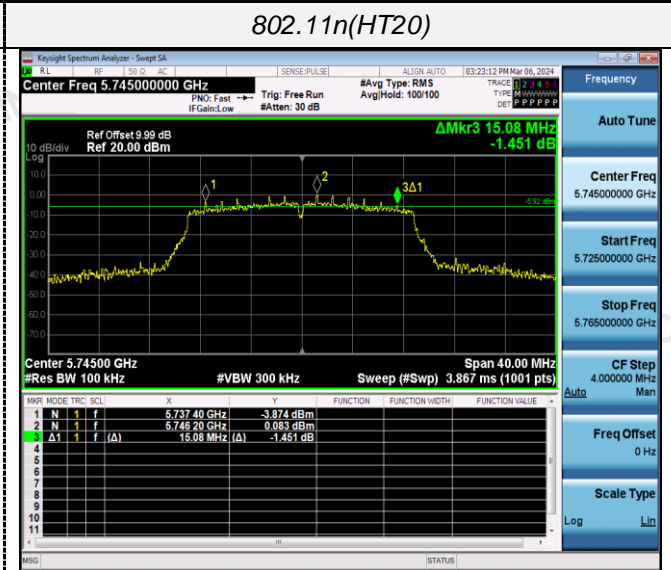 802.11n(HT20)
Keysight Spectrum Analyzer - Swept SA
RL RF 50 Ω AC SENSE:PULSE ALIGN AUTO 03:23:12 PM Mar 06, 2024
Center Freq 5.745000000 GHz
PNO: Fast
IFGain:Low
Trig: Free Run
#Atten: 30 dB
#Avg Type: RMS
Avg|Hold: 100/100
TRACE 1 2 3 4 5 6
TYPE M W W W W W
DET P P P P P P
Frequency
Auto Tune
Center Freq
5.745000000 GHz
Start Freq
5.725000000 GHz
Stop Freq
5.765000000 GHz
CF Step
4.000000 MHz
Auto Man
Freq Offset
0 Hz
Scale Type
Log Lin
ΔMkr3 15.08 MHz
-1.451 dB
Ref Offset 9.99 dB
10 dB/div Ref 20.00 dBm
Log
10.0
0.00
-10.0
-20.0
-30.0
-40.0
-50.0
-60.0
-70.0
1
2
3Δ1
-5.92 dBm
Center 5.74500 GHz Span 40.00 MHz
#Res BW 100 kHz #VBW 300 kHz Sweep (#Swp) 3.867 ms (1001 pts)
MKR MODE TRC SCL X Y FUNCTION FUNCTION WIDTH FUNCTION VALUE
1 N 1 f 5.737 40 GHz -3.874 dBm
2 N 1 f 5.746 20 GHz 0.083 dBm
3 Δ1 1 f (Δ) 15.08 MHz (Δ) -1.451 dB
4
5
6
7
8
9
10
11
MSG STATUS